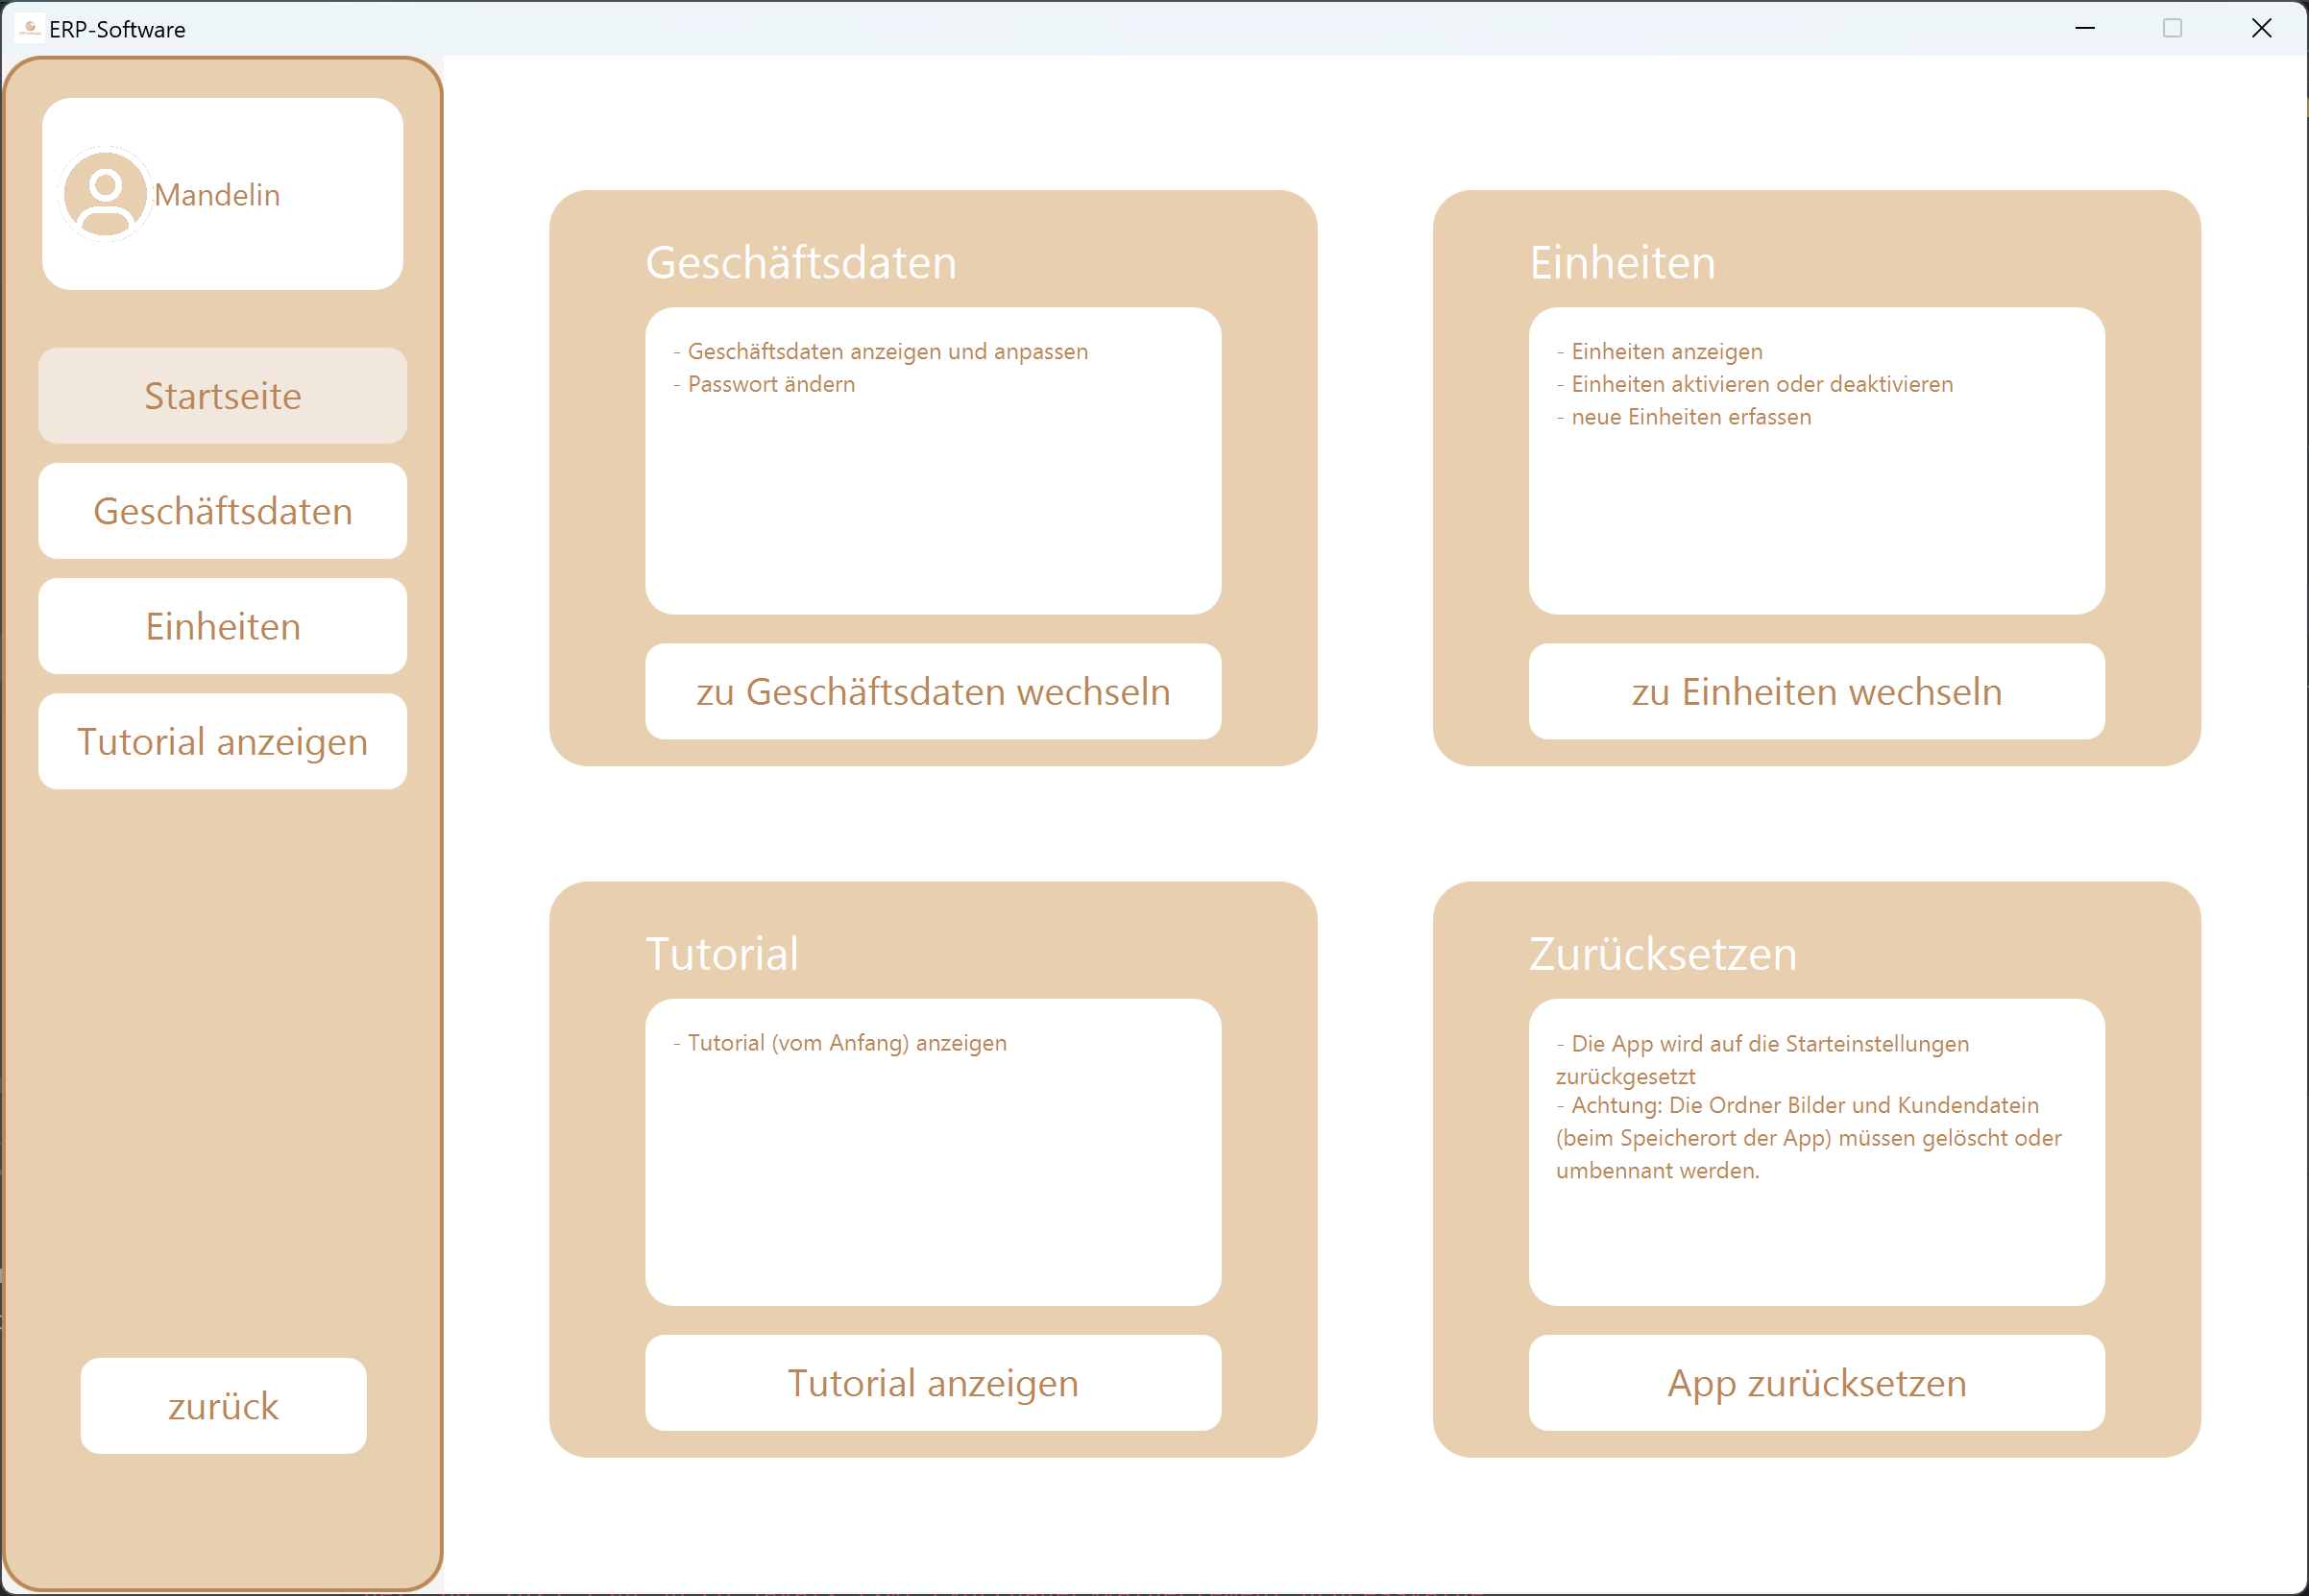 ERP-Software
Mandelin
Startseite
Geschäftsdaten
Einheiten
Tutorial anzeigen
zurück
Geschäftsdaten
- Geschäftsdaten anzeigen und anpassen
- Passwort ändern
zu Geschäftsdaten wechseln
Einheiten
- Einheiten anzeigen
- Einheiten aktivieren oder deaktivieren
- neue Einheiten erfassen
zu Einheiten wechseln
Tutorial
- Tutorial (vom Anfang) anzeigen
Tutorial anzeigen
Zurücksetzen
- Die App wird auf die Starteinstellungen
zurückgesetzt
- Achtung: Die Ordner Bilder und Kundendatein
(beim Speicherort der App) müssen gelöscht oder
umbennant werden.
App zurücksetzen